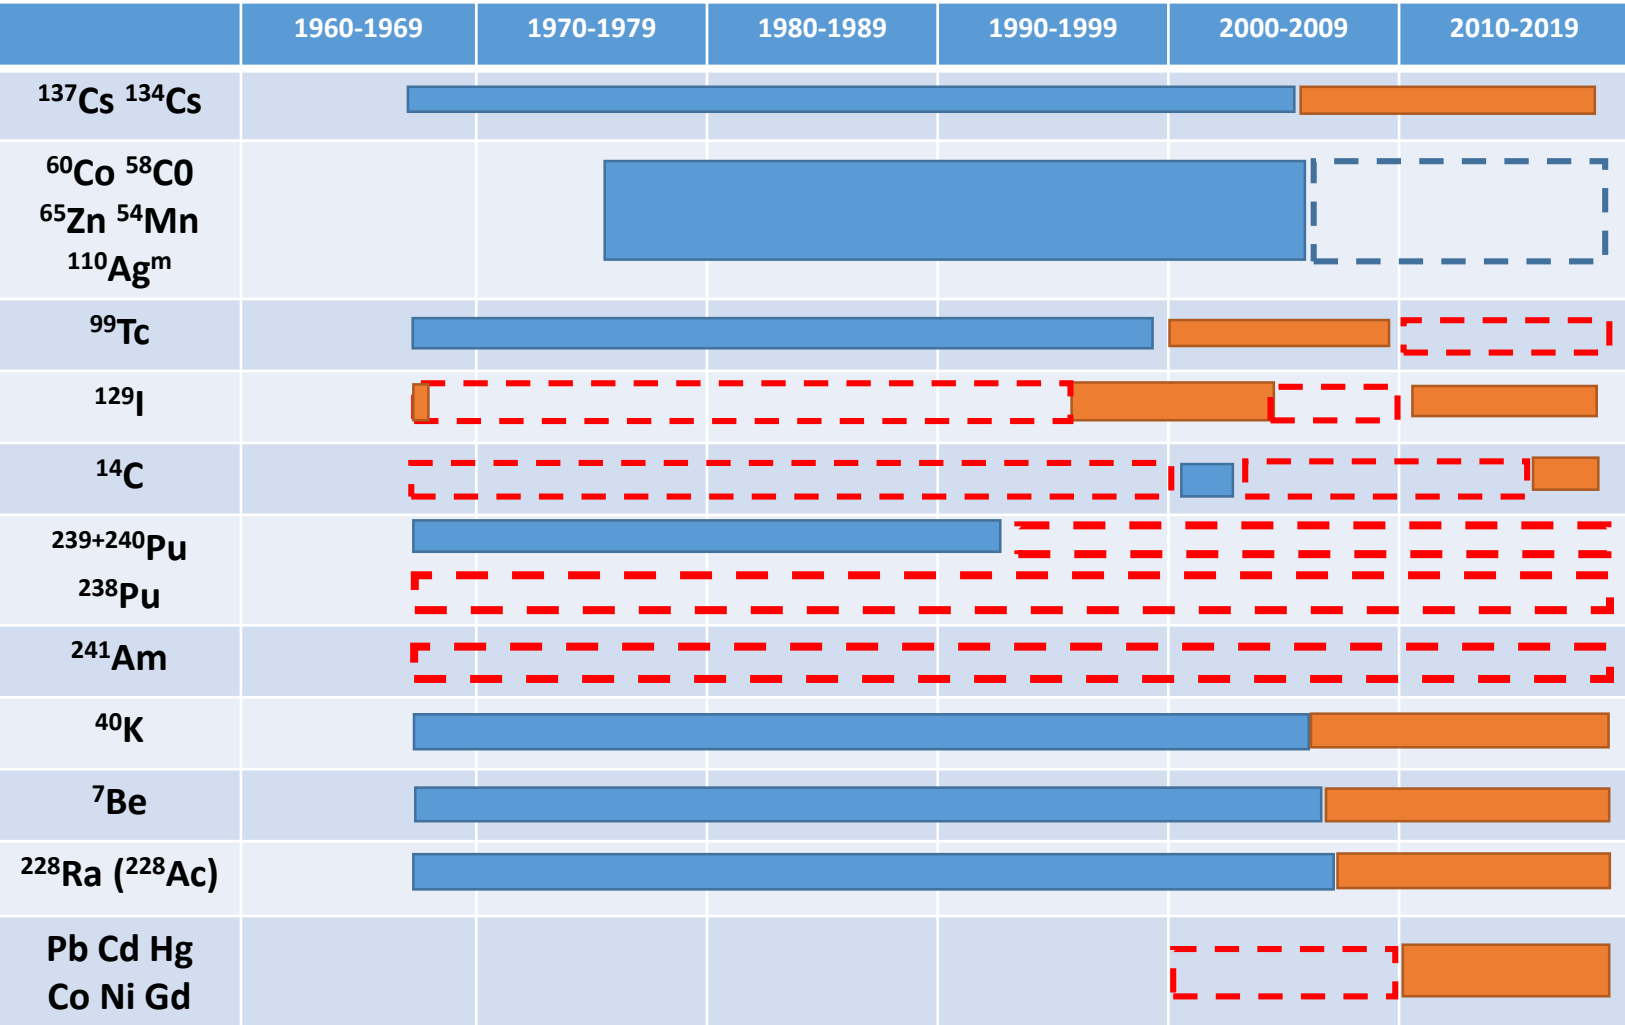 1960-1969 1970-1979 1980-1989 1990-1999 2000-2009 2010-2019
¹³⁷Cs ¹³⁴Cs
⁶⁰Co ⁵⁸C0
⁶⁵Zn ⁵⁴Mn
¹¹⁰Agᵐ
⁹⁹Tc
¹²⁹I
¹⁴C
²³⁹⁺²⁴⁰Pu
²³⁸Pu
²⁴¹Am
⁴⁰K
⁷Be
²²⁸Ra (²²⁸Ac)
Pb Cd Hg
Co Ni Gd